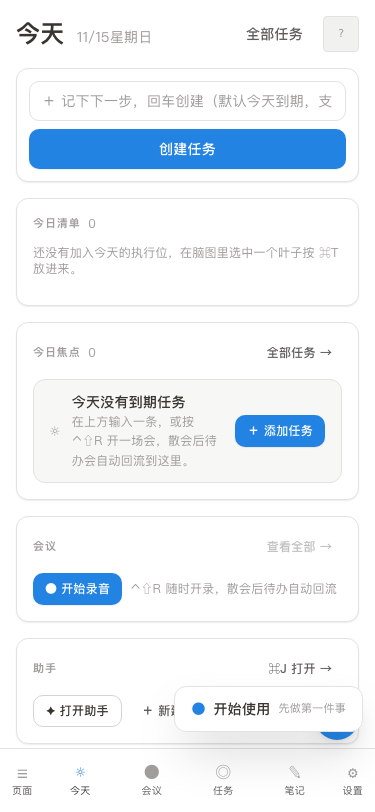 今天 11/15星期日 全部任务 ?
+ 记下下一步，回车创建（默认今天到期，支
创建任务
今日清单 0
还没有加入今天的执行位，在脑图里选中一个叶子按 ⌘T
放进来。
今日焦点 0 全部任务 →
今天没有到期任务
在上方输入一条，或按
⌃⇧R 开一场会，散会后待
办会自动回流到这里。
+ 添加任务
会议 查看全部 →
开始录音 ⌃⇧R 随时开录，散会后待办自动回流
助手 ⌘J 打开 →
✦ 打开助手 + 新
开始使用 先做第一件事
页面 今天 会议 任务 笔记 设置